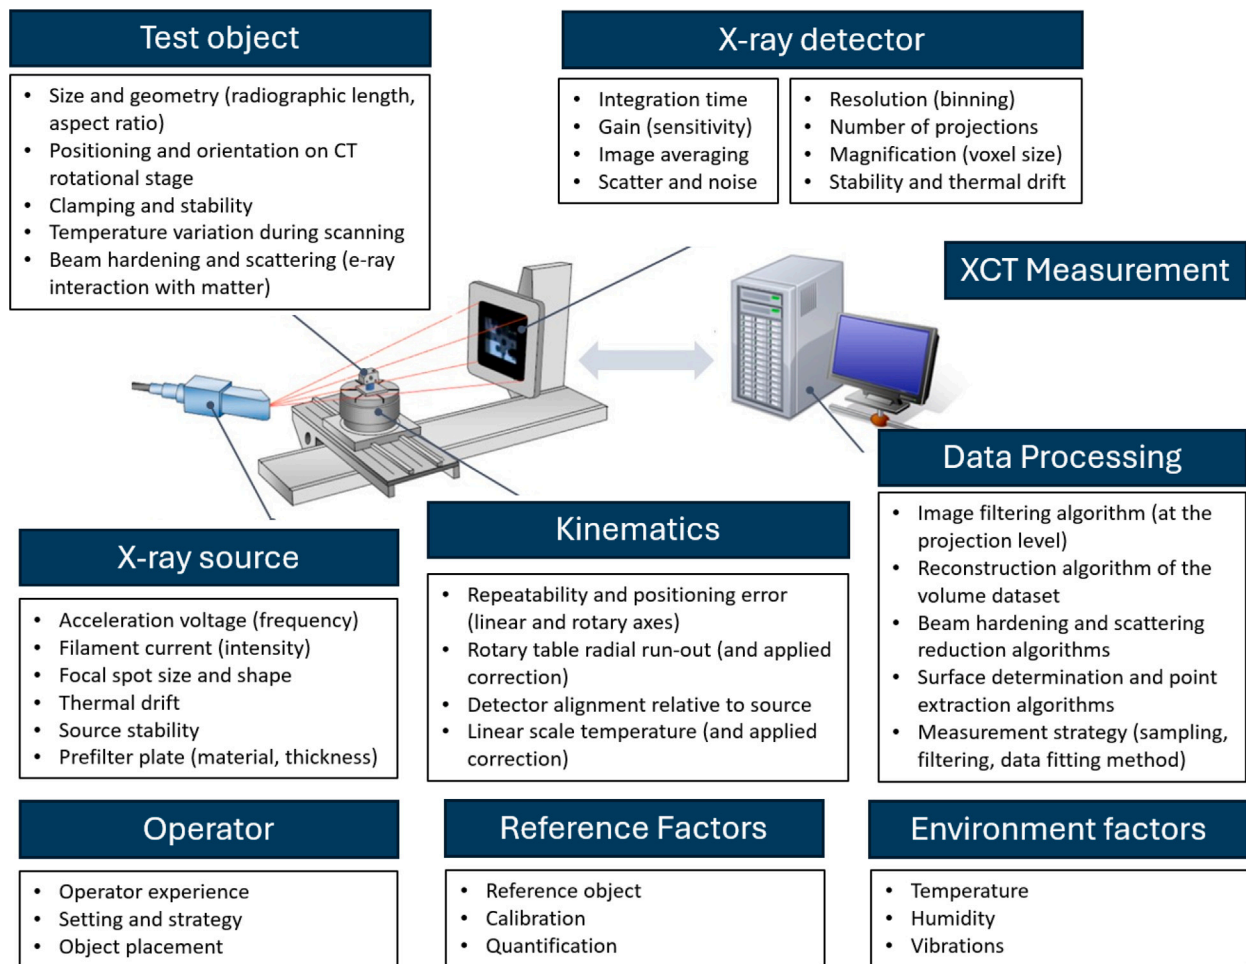 Test object
• Size and geometry (radiographic length,
aspect ratio)
• Positioning and orientation on CT
rotational stage
• Clamping and stability
• Temperature variation during scanning
• Beam hardening and scattering (e-ray
interaction with matter)
X-ray detector
• Integration time
• Gain (sensitivity)
• Image averaging
• Scatter and noise
• Resolution (binning)
• Number of projections
• Magnification (voxel size)
• Stability and thermal drift
XCT Measurement
Data Processing
• Image filtering algorithm (at the
projection level)
• Reconstruction algorithm of the
volume dataset
• Beam hardening and scattering
reduction algorithms
• Surface determination and point
extraction algorithms
• Measurement strategy (sampling,
filtering, data fitting method)
X-ray source
• Acceleration voltage (frequency)
• Filament current (intensity)
• Focal spot size and shape
• Thermal drift
• Source stability
• Prefilter plate (material, thickness)
Kinematics
• Repeatability and positioning error
(linear and rotary axes)
• Rotary table radial run-out (and applied
correction)
• Detector alignment relative to source
• Linear scale temperature (and applied
correction)
Operator
• Operator experience
• Setting and strategy
• Object placement
Reference Factors
• Reference object
• Calibration
• Quantification
Environment factors
• Temperature
• Humidity
• Vibrations